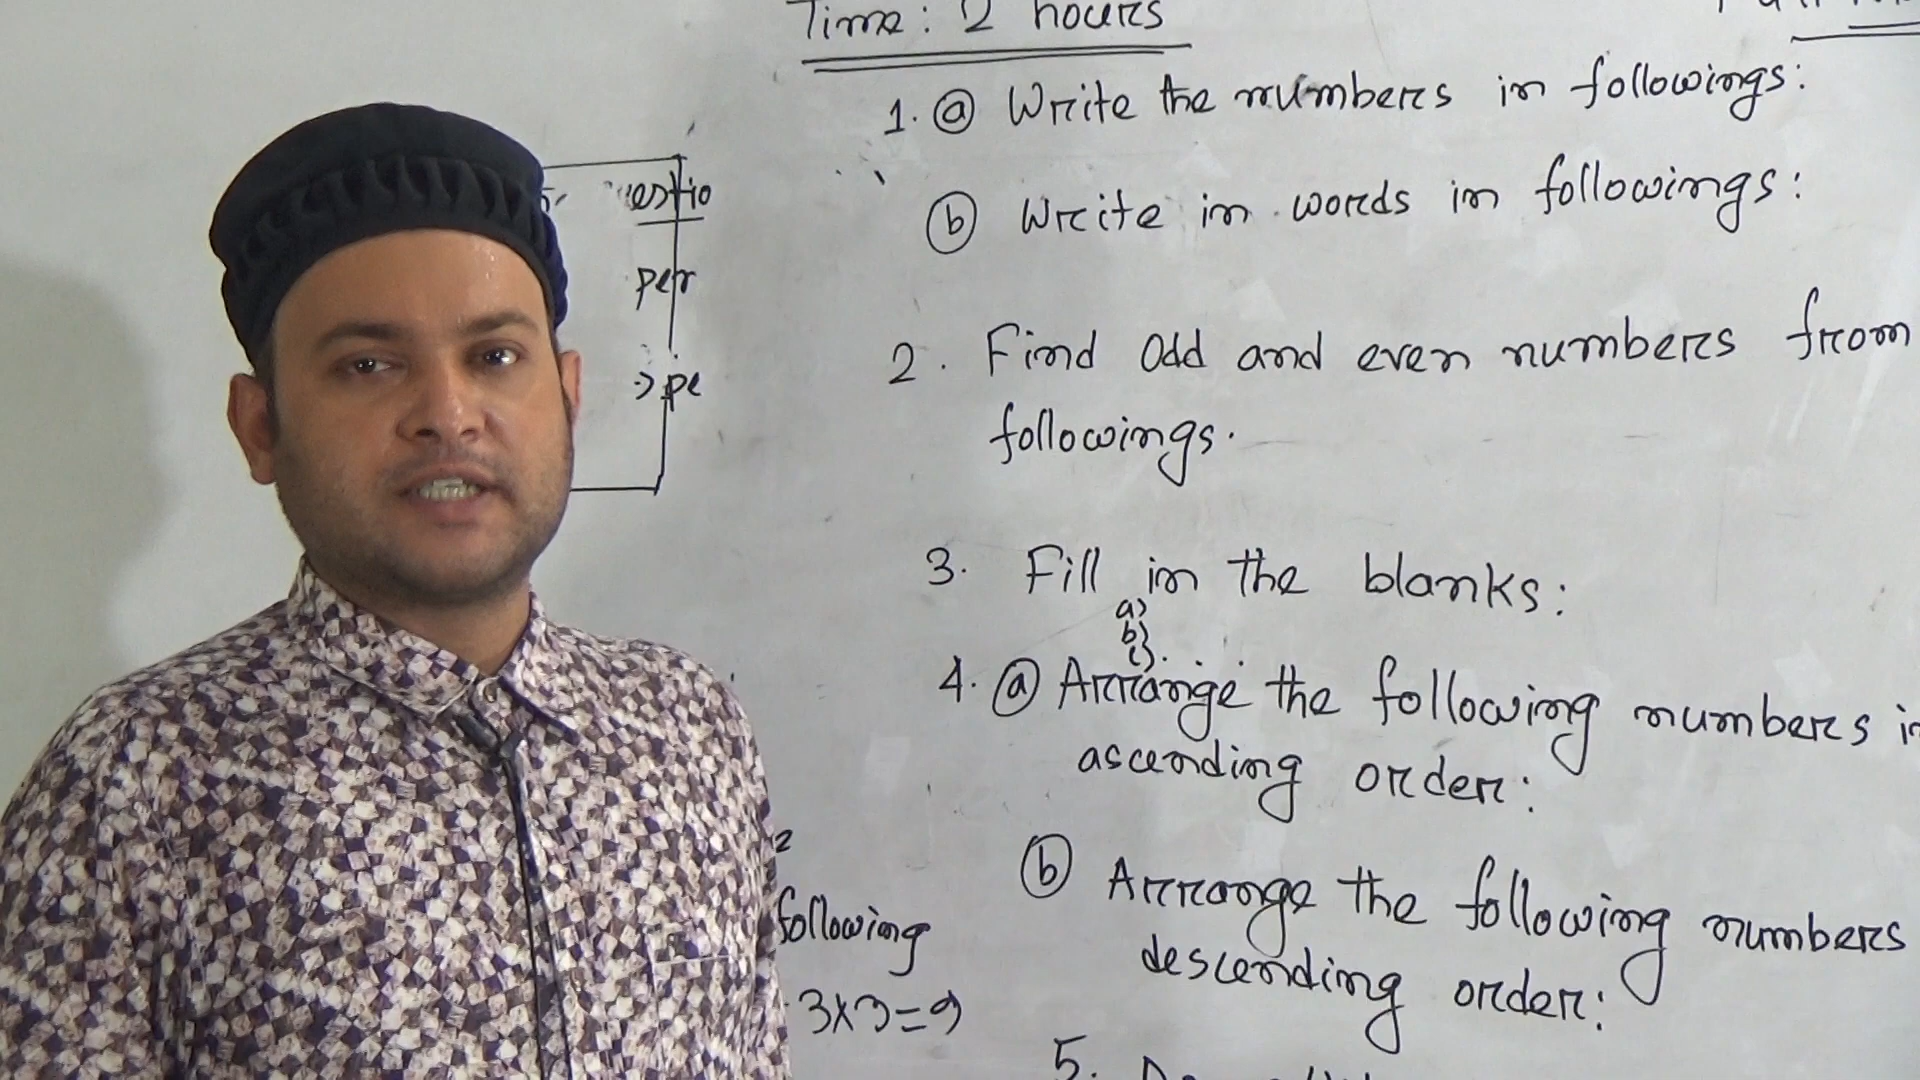 Time: 2 hours
1. (a) Write the numbers in followings:
(b) Write in words in followings:
2. Find odd and even numbers from
followings.
3. Fill in the blanks:
a)
b)
c)
4. (a) Arrange the following numbers in
ascending order:
(b) Arrange the following numbers
descending order:
5.
estio
per
pe
2
following
3x3=9